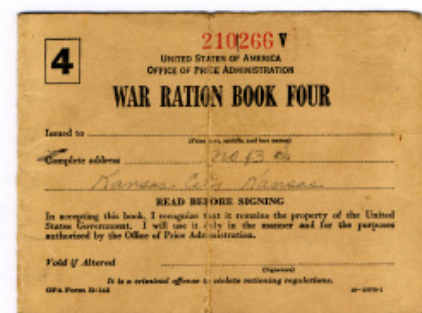 210266 V
4
UNITED STATES OF AMERICA
OFFICE OF PRICE ADMINISTRATION
WAR RATION BOOK FOUR
Issued to
(Print first, middle, and last names)
Complete address
Kansas City Kansas
READ BEFORE SIGNING
In accepting this book, I recognize that it remains the property of the United
States Government. I will use it only in the manner and for the purposes
authorized by the Office of Price Administration.
Void if Altered
(Signature)
It is a criminal offense to violate rationing regulations.
OPA Form R-145